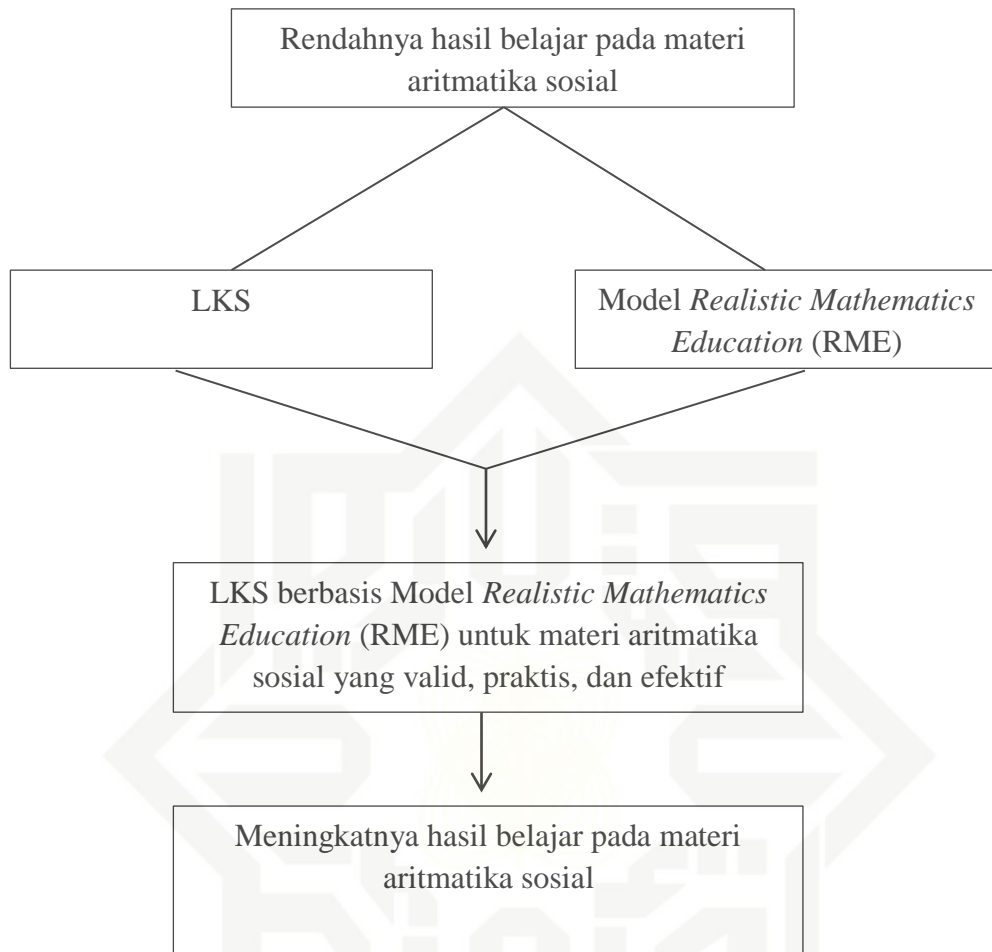 Rendahnya hasil belajar pada materi
aritmatika sosial
LKS
Model Realistic Mathematics
Education (RME)
LKS berbasis Model Realistic Mathematics
Education (RME) untuk materi aritmatika
sosial yang valid, praktis, dan efektif
Meningkatnya hasil belajar pada materi
aritmatika sosial